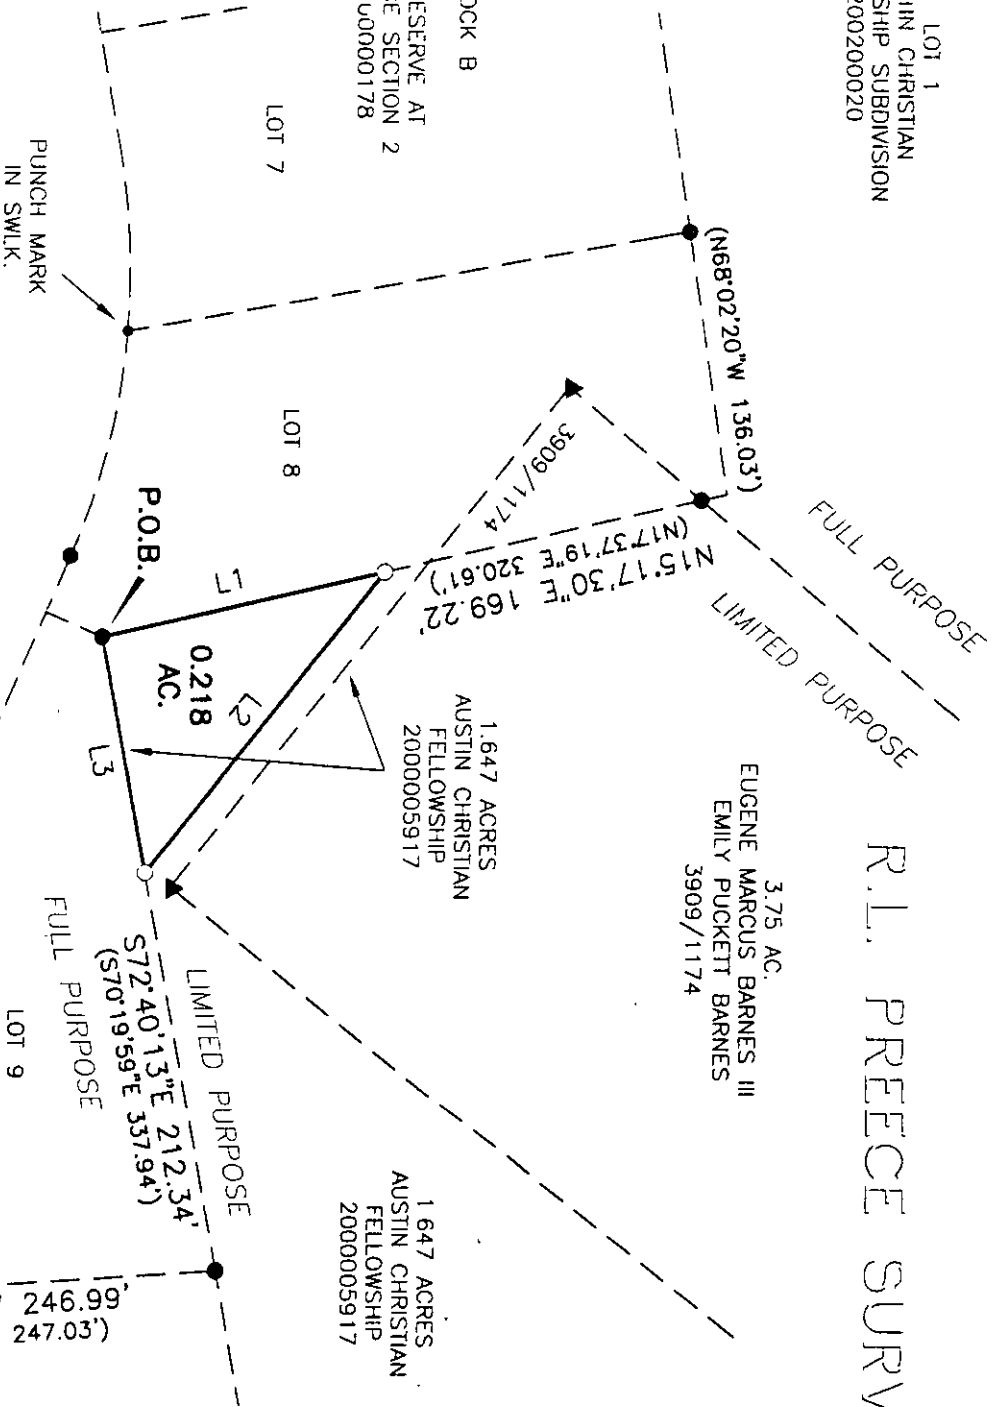 LOT 1
HIN CHRISTIAN
SHIP SUBDIVISION
200200020
OCK B
ESERVE AT
GE SECTION 2
00000178
LOT 7
PUNCH MARK
IN SWLK.
(N68°02'20"W 136.03')
3909/1174
LOT 8
P.O.B.
L1
N15°17'30"E 169.22'
(N17°37'19"E 320.61')
FULL PURPOSE
LIMITED PURPOSE
0.218
AC.
L2
L3
1.647 ACRES
AUSTIN CHRISTIAN
FELLOWSHIP
2000005917
R.L. PREECE SURV
3.75 AC.
EUGENE MARCUS BARNES III
EMILY PUCKETT BARNES
3909/1174
LIMITED PURPOSE
S72°40'13"E 212.34'
(S70°19'59"E 337.94')
FULL PURPOSE
LOT 9
1.647 ACRES
AUSTIN CHRISTIAN
FELLOWSHIP
2000005917
246.99'
247.03')